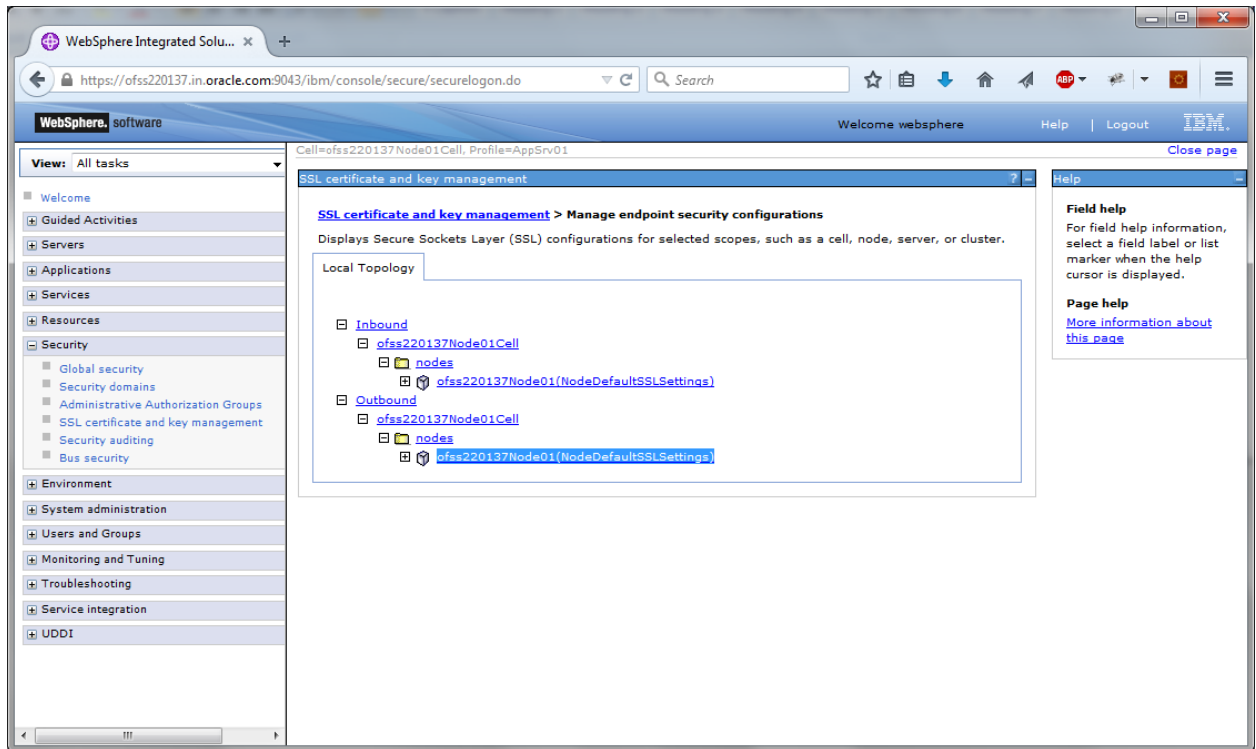 WebSphere Integrated Solu...
https://ofss220137.in.oracle.com:9043/ibm/console/secure/securelogon.do
Search
ABP
WebSphere. software
Welcome websphere
Help | Logout
IBM.
View: All tasks
Cell=ofss220137Node01Cell, Profile=AppSrv01
Close page
Welcome
Guided Activities
Servers
Applications
Services
Resources
Security
Global security
Security domains
Administrative Authorization Groups
SSL certificate and key management
Security auditing
Bus security
Environment
System administration
Users and Groups
Monitoring and Tuning
Troubleshooting
Service integration
UDDI
SSL certificate and key management
? -
SSL certificate and key management > Manage endpoint security configurations
Displays Secure Sockets Layer (SSL) configurations for selected scopes, such as a cell, node, server, or cluster.
Local Topology
Inbound
ofss220137Node01Cell
nodes
ofss220137Node01(NodeDefaultSSLSettings)
Outbound
ofss220137Node01Cell
nodes
ofss220137Node01(NodeDefaultSSLSettings)
Help
Field help
For field help information,
select a field label or list
marker when the help
cursor is displayed.
Page help
More information about
this page